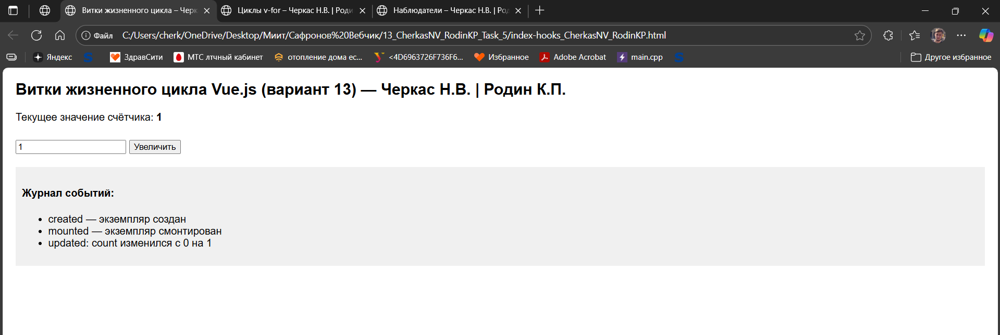 Витки жизненного цикла – Черк
Циклы v-for – Черкас Н.В. | Роди
Наблюдатели – Черкас Н.В. | Род
Файл
C:/Users/cherk/OneDrive/Desktop/Миит/Сафронов%20Вебчик/13_CherkasNV_RodinKP_Task_5/index-hooks_CherkasNV_RodinKP.html
Яндекс
ЗдравСити
МТС лтчный кабинет
отопление дома ес...
<4D6963726F736F6...
Избранное
Adobe Acrobat
main.cpp
Другое избранное
Витки жизненного цикла Vue.js (вариант 13) — Черкас Н.В. | Родин К.П.
Текущее значение счётчика: 1
1
Увеличить
Журнал событий:
• created — экземпляр создан
• mounted — экземпляр смонтирован
• updated: count изменился с 0 на 1